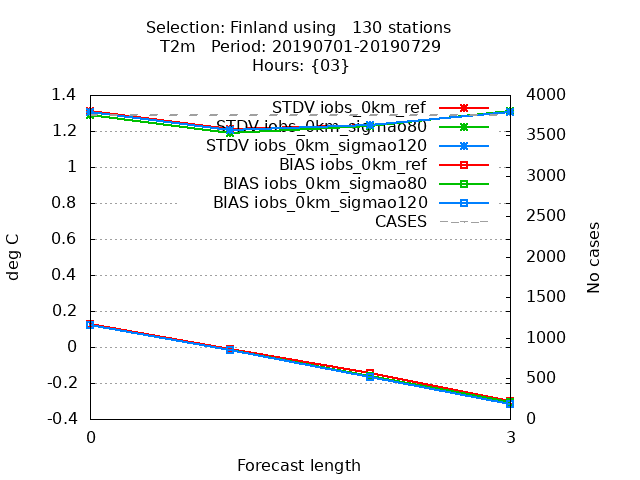 Selection: Finland using 130 stations
T2m Period: 20190701-20190729
Hours: {03}
1.4
1.2
1
0.8
0.6
0.4
0.2
0
-0.2
-0.4
deg C
STDV iobs_0km_ref
STDV iobs_0km_sigmao80
STDV iobs_0km_sigmao120
BIAS iobs_0km_ref
BIAS iobs_0km_sigmao80
BIAS iobs_0km_sigmao120
CASES
4000
3500
3000
2500
2000
1500
1000
500
0
No cases
0 3
Forecast length